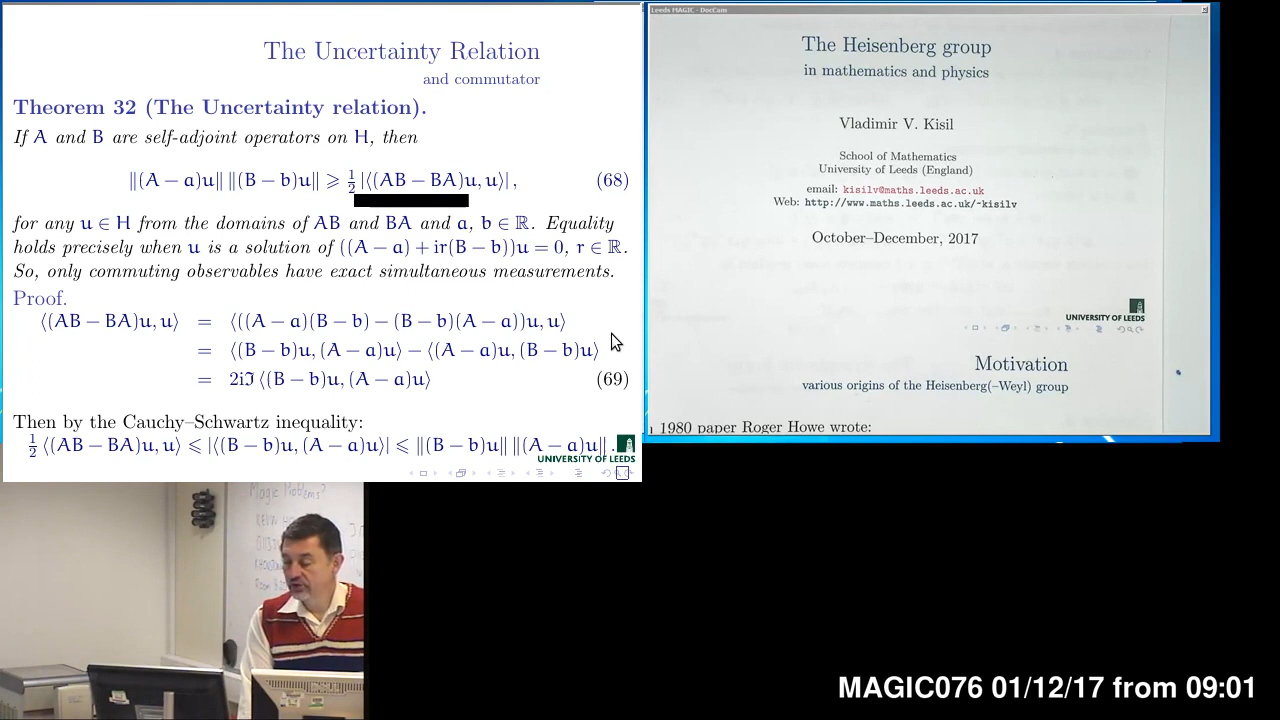 The Uncertainty Relation
and commutator
Theorem 32 (The Uncertainty relation).
If A and B are self-adjoint operators on H, then
‖(A − a)u‖ ‖(B − b)u‖ ⩾ ½ |⟨(AB − BA)u, u⟩| , (68)
for any u ∈ H from the domains of AB and BA and a, b ∈ ℝ. Equality
holds precisely when u is a solution of ((A − a) + ir(B − b))u = 0, r ∈ ℝ.
So, only commuting observables have exact simultaneous measurements.
Proof.
⟨(AB − BA)u, u⟩ = ⟨((A − a)(B − b) − (B − b)(A − a))u, u⟩
= ⟨(B − b)u, (A − a)u⟩ − ⟨(A − a)u, (B − b)u⟩
= 2iℑ ⟨(B − b)u, (A − a)u⟩ (69)
Then by the Cauchy–Schwartz inequality:
½ ⟨(AB − BA)u, u⟩ ⩽ |⟨(B − b)u, (A − a)u⟩| ⩽ ‖(B − b)u‖ ‖(A − a)u‖ .
UNIVERSITY OF LEEDS
Leeds MAGIC - DocCam
The Heisenberg group
in mathematics and physics
Vladimir V. Kisil
School of Mathematics
University of Leeds (England)
email: kisilv@maths.leeds.ac.uk
Web: http://www.maths.leeds.ac.uk/~kisilv
October–December, 2017
UNIVERSITY OF LEEDS
Motivation
various origins of the Heisenberg(–Weyl) group
1980 paper Roger Howe wrote:
Magic Problems?
MAGIC076 01/12/17 from 09:01